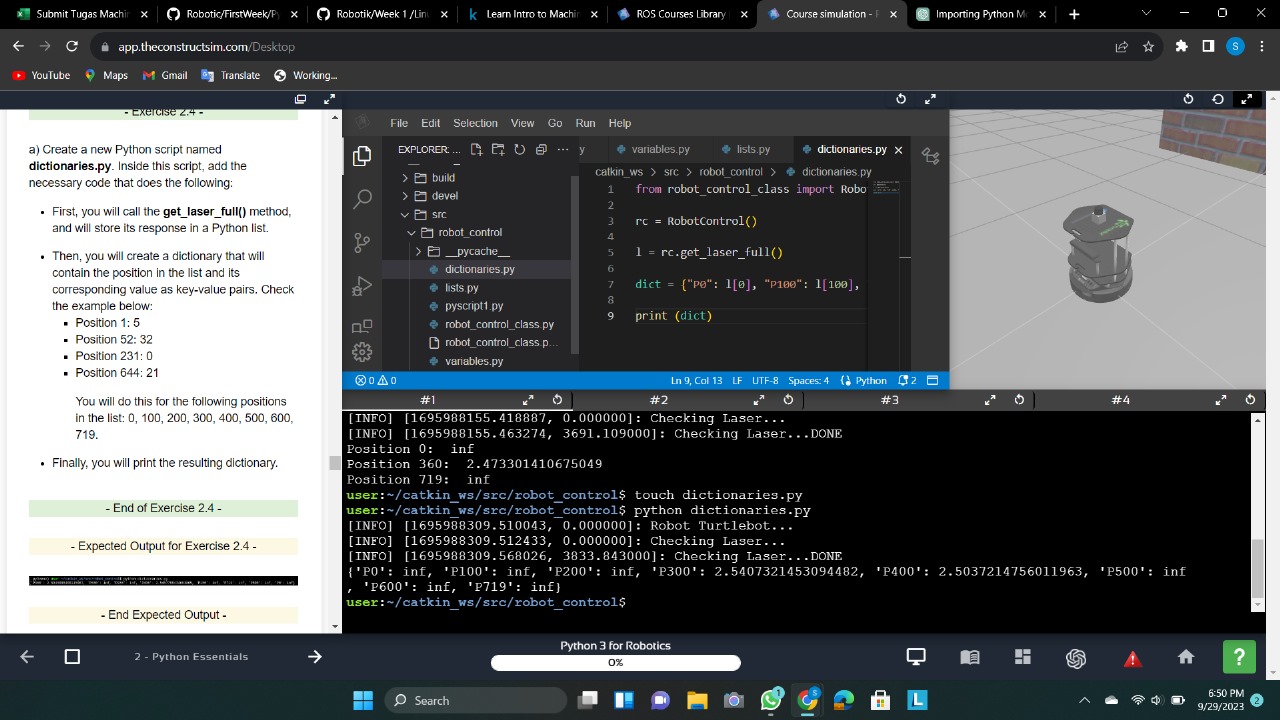 Submit Tugas Machin
Robotic/FirstWeek/Py
Robotik/Week 1 /Linu
Learn Intro to Machin
ROS Courses Library
Course simulation - R
Importing Python Mo
app.theconstructsim.com/Desktop
S
YouTube
Maps
Gmail
Translate
Working...
- Exercise 2.4 -
a) Create a new Python script named
dictionaries.py. Inside this script, add the
necessary code that does the following:
First, you will call the get_laser_full() method,
and will store its response in a Python list.
Then, you will create a dictionary that will
contain the position in the list and its
corresponding value as key-value pairs. Check
the example below:
Position 1: 5
Position 52: 32
Position 231: 0
Position 644: 21
You will do this for the following positions
in the list: 0, 100, 200, 300, 400, 500, 600,
719.
Finally, you will print the resulting dictionary.
- End of Exercise 2.4 -
- Expected Output for Exercise 2.4 -
- End Expected Output -
2 - Python Essentials
File Edit Selection View Go Run Help
EXPLORER: ...
build
devel
src
robot_control
__pycache__
dictionaries.py
lists.py
pyscript1.py
robot_control_class.py
robot_control_class.p...
variables.py
y variables.py lists.py dictionaries.py
catkin_ws > src > robot_control > dictionaries.py
1 from robot_control_class import Robo
2
3 rc = RobotControl()
4
5 l = rc.get_laser_full()
6
7 dict = {"P0": l[0], "P100": l[100],
8
9 print (dict)
0 0 Ln 9, Col 13 LF UTF-8 Spaces: 4 Python 2
#1 #2 #3 #4
[INFO] [1695988155.418887, 0.000000]: Checking Laser...
[INFO] [1695988155.463274, 3691.109000]: Checking Laser...DONE
Position 0:  inf
Position 360:  2.473301410675049
Position 719:  inf
user:~/catkin_ws/src/robot_control$ touch dictionaries.py
user:~/catkin_ws/src/robot_control$ python dictionaries.py
[INFO] [1695988309.510043, 0.000000]: Robot Turtlebot...
[INFO] [1695988309.512433, 0.000000]: Checking Laser...
[INFO] [1695988309.568026, 3833.843000]: Checking Laser...DONE
{'P0': inf, 'P100': inf, 'P200': inf, 'P300': 2.5407321453094482, 'P400': 2.5037214756011963, 'P500': inf
, 'P600': inf, 'P719': inf}
user:~/catkin_ws/src/robot_control$
Python 3 for Robotics
0%
?
Search
1
S
L
6:50 PM
9/29/2023
2